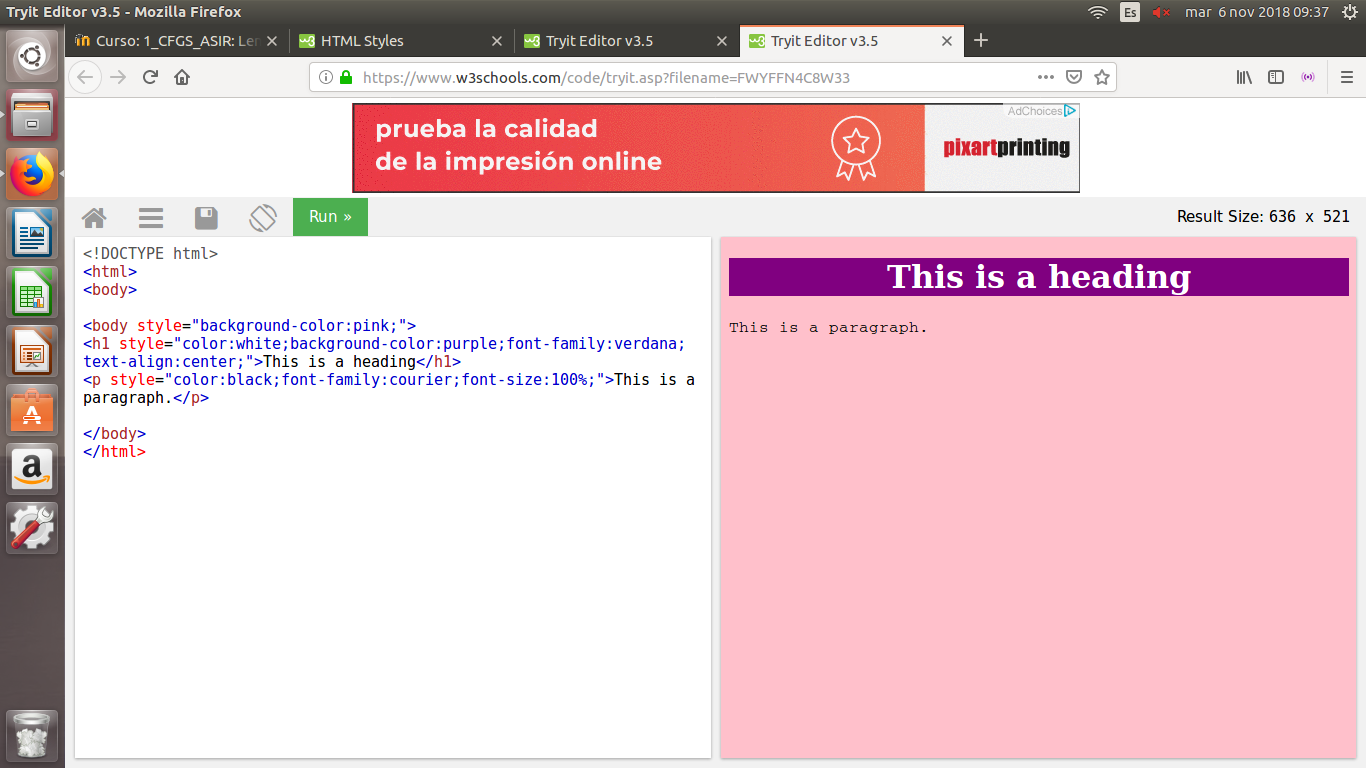 Tryit Editor v3.5 - Mozilla Firefox
Es
mar 6 nov 2018 09:37
Curso: 1_CFGS_ASIR: Len
HTML Styles
Tryit Editor v3.5
Tryit Editor v3.5
https://www.w3schools.com/code/tryit.asp?filename=FWYFFN4C8W33
AdChoices
prueba la calidad
de la impresión online
pixartprinting
Run »
Result Size: 636 x 521
<!DOCTYPE html>
<html>
<body>
<body style="background-color:pink;">
<h1 style="color:white;background-color:purple;font-family:verdana;
text-align:center;">This is a heading</h1>
<p style="color:black;font-family:courier;font-size:100%;">This is a
paragraph.</p>
</body>
</html>
This is a heading
This is a paragraph.